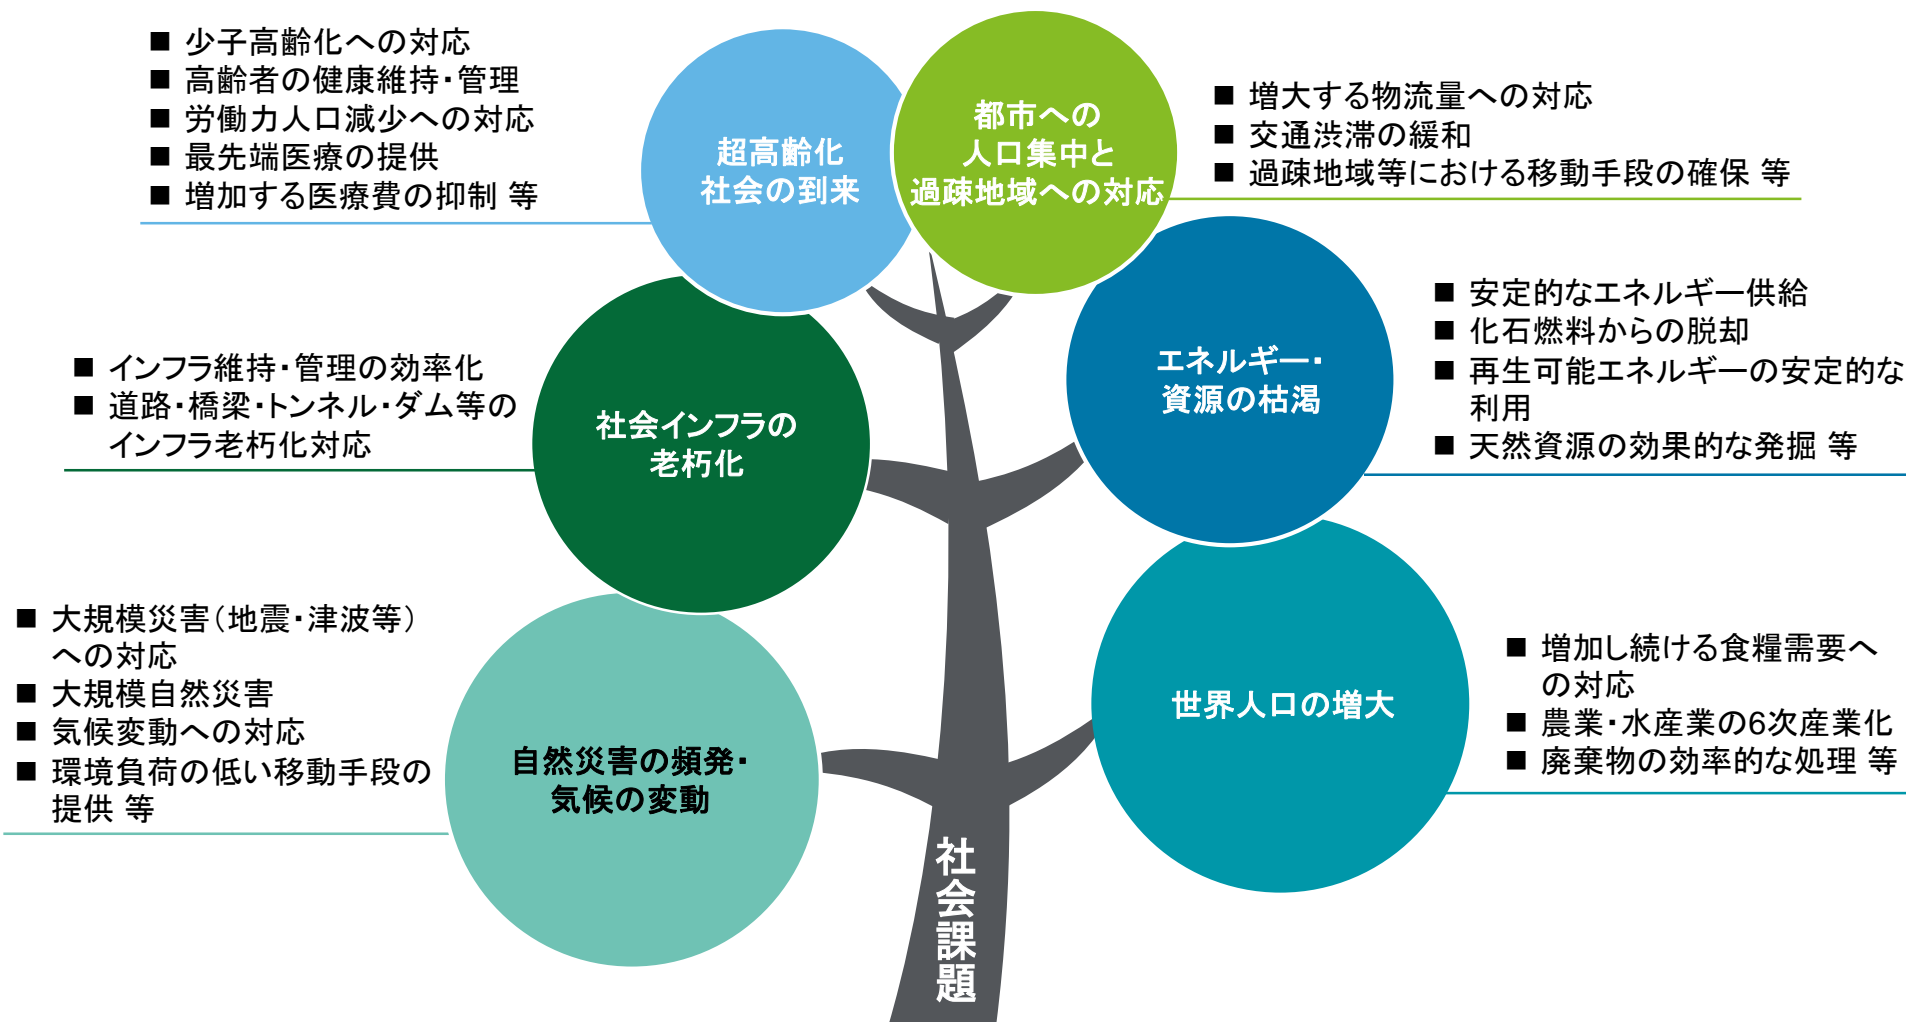 ■ 少子高齢化への対応
■ 高齢者の健康維持・管理
■ 労働力人口減少への対応
■ 最先端医療の提供
■ 増加する医療費の抑制 等
超高齢化
社会の到来
都市への
人口集中と
過疎地域への対応
■ 増大する物流量への対応
■ 交通渋滞の緩和
■ 過疎地域等における移動手段の確保 等
■ インフラ維持・管理の効率化
■ 道路・橋梁・トンネル・ダム等の
インフラ老朽化対応
社会インフラの
老朽化
エネルギー・
資源の枯渇
■ 安定的なエネルギー供給
■ 化石燃料からの脱却
■ 再生可能エネルギーの安定的な
利用
■ 天然資源の効果的な発掘 等
■ 大規模災害（地震・津波等）
への対応
■ 大規模自然災害
■ 気候変動への対応
■ 環境負荷の低い移動手段の
提供 等
自然災害の頻発・
気候の変動
世界人口の増大
■ 増加し続ける食糧需要へ
の対応
■ 農業・水産業の6次産業化
■ 廃棄物の効率的な処理 等
社会課題